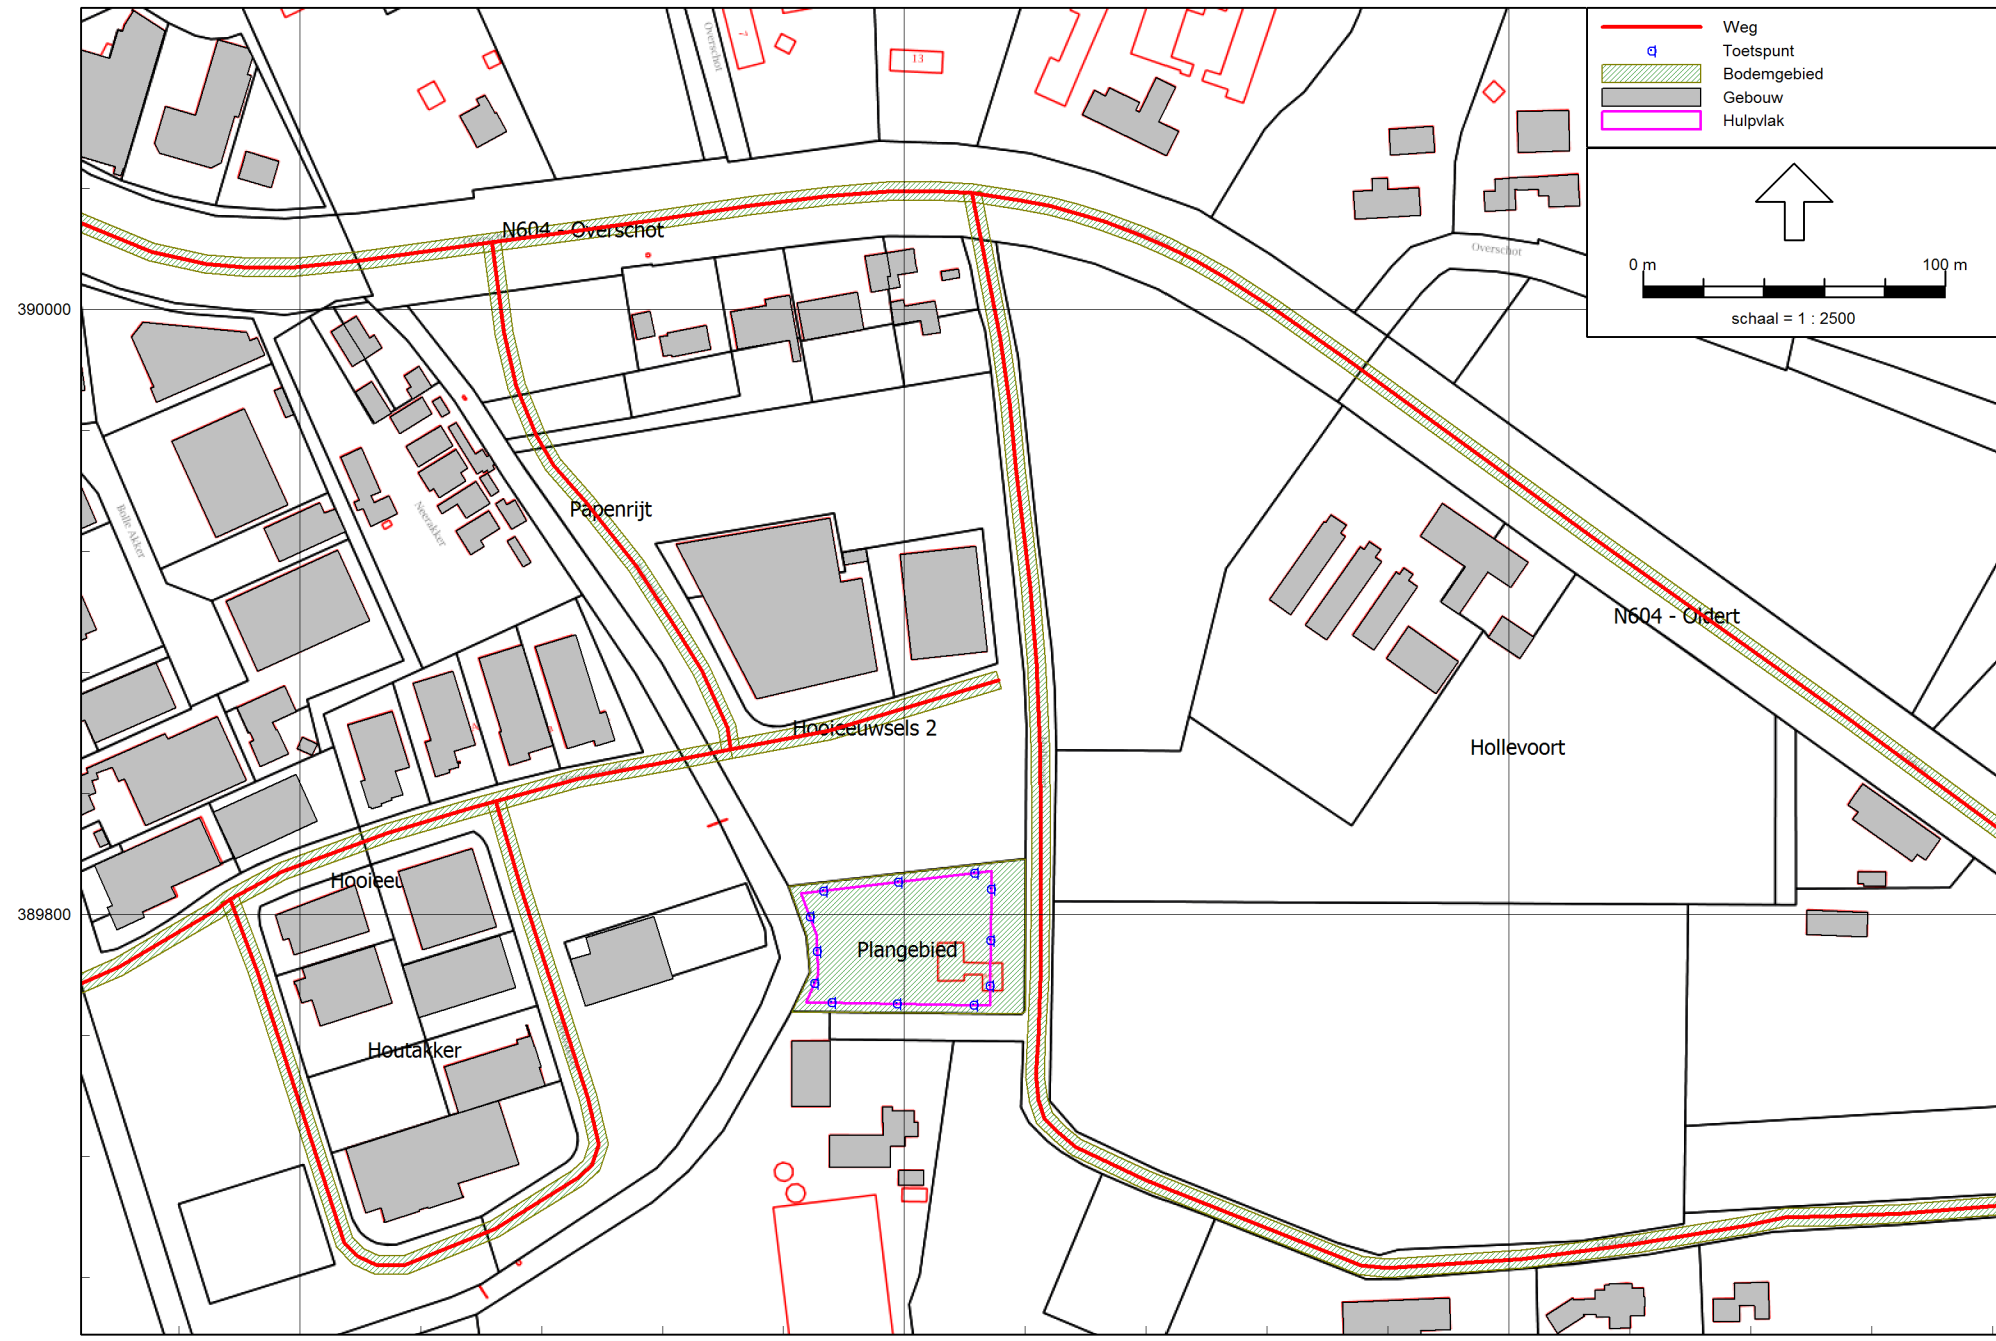 Weg
Toetspunt
Bodemgebied
Gebouw
Hulpvlak
0 m 100 m
schaal = 1 : 2500
Overschot
7
13
N604 - Overschot
Overschot
390000
Papenrijt
Bolle Akker
Neerakker
N604 - Oldert
Hooieeuwsels 2
Hollevoort
Hooieeu
389800
Plangebied
Houtakker